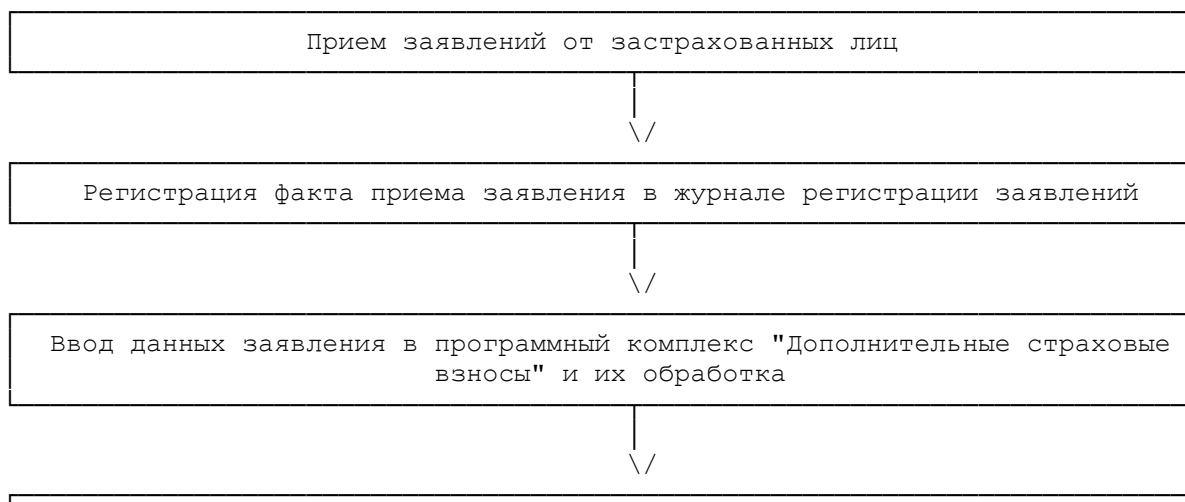 Прием заявлений от застрахованных лиц
Регистрация факта приема заявления в журнале регистрации заявлений
Ввод данных заявления в программный комплекс "Дополнительные страховые
взносы" и их обработка